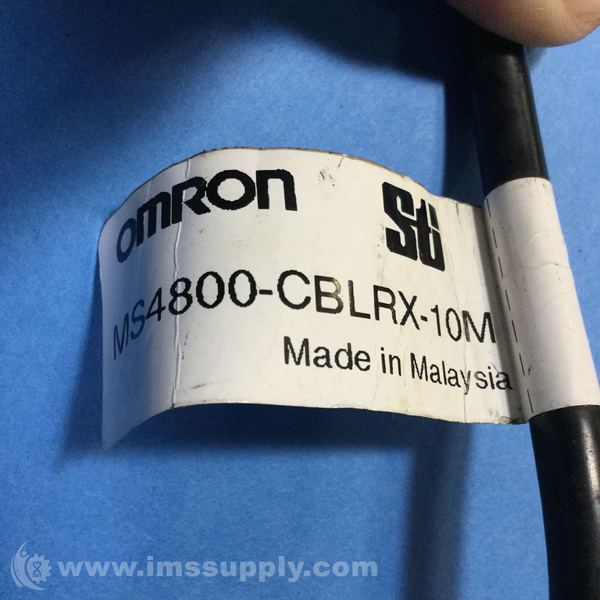 OMRON Sti
MS4800-CBLRX-10M
Made in Malaysia
www.imssupply.com